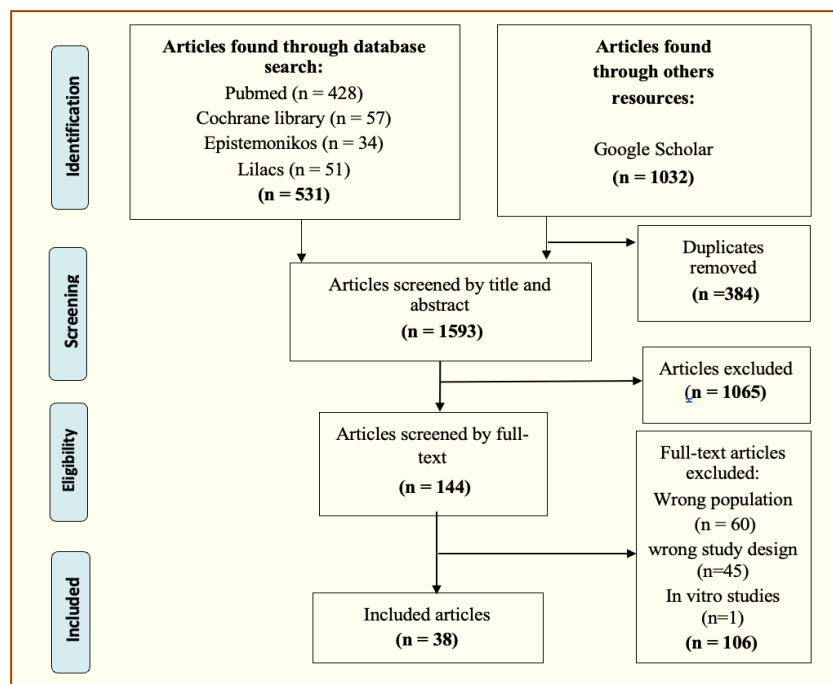 Identification
Articles found through database
search:
Pubmed (n = 428)
Cochrane library (n = 57)
Epistemonikos (n = 34)
Lilacs (n = 51)
(n = 531)
Articles found
through others
resources:
Google Scholar
(n = 1032)
Duplicates
removed
(n =384)
Screening
Articles screened by title and
abstract
(n = 1593)
Articles excluded
(n = 1065)
Eligibility
Articles screened by full-
text
(n = 144)
Full-text articles
excluded:
Wrong population
(n = 60)
wrong study design
(n=45)
In vitro studies
(n=1)
(n = 106)
Included
Included articles
(n = 38)